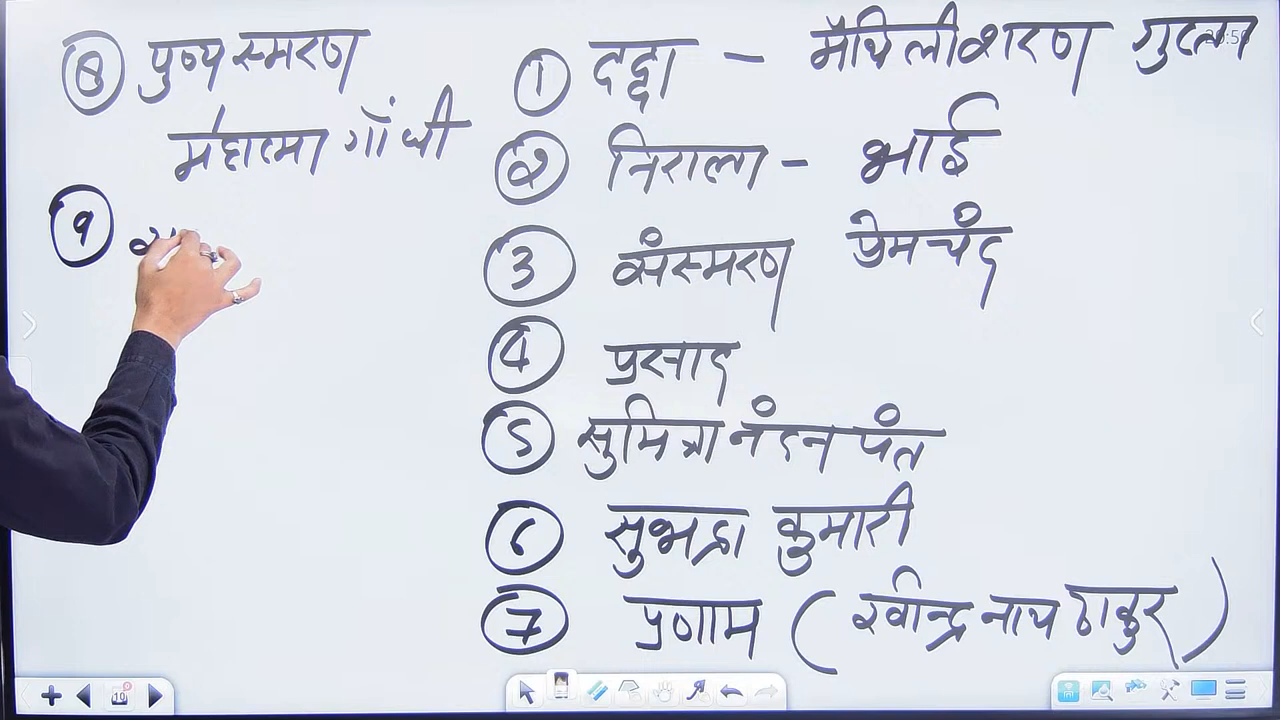 ⑧ पुण्य स्मरण
महात्मा गाँधी
⑨
① दद्दा – मैथिलीशरण गुप्त
② निराला – भाई
③ संस्मरण प्रेमचंद
④ प्रसाद
⑤ सुमित्रा नंदन पंत
⑥ सुभद्रा कुमारी
⑦ प्रणाम ( रवीन्द्र नाथ ठाकुर )
10